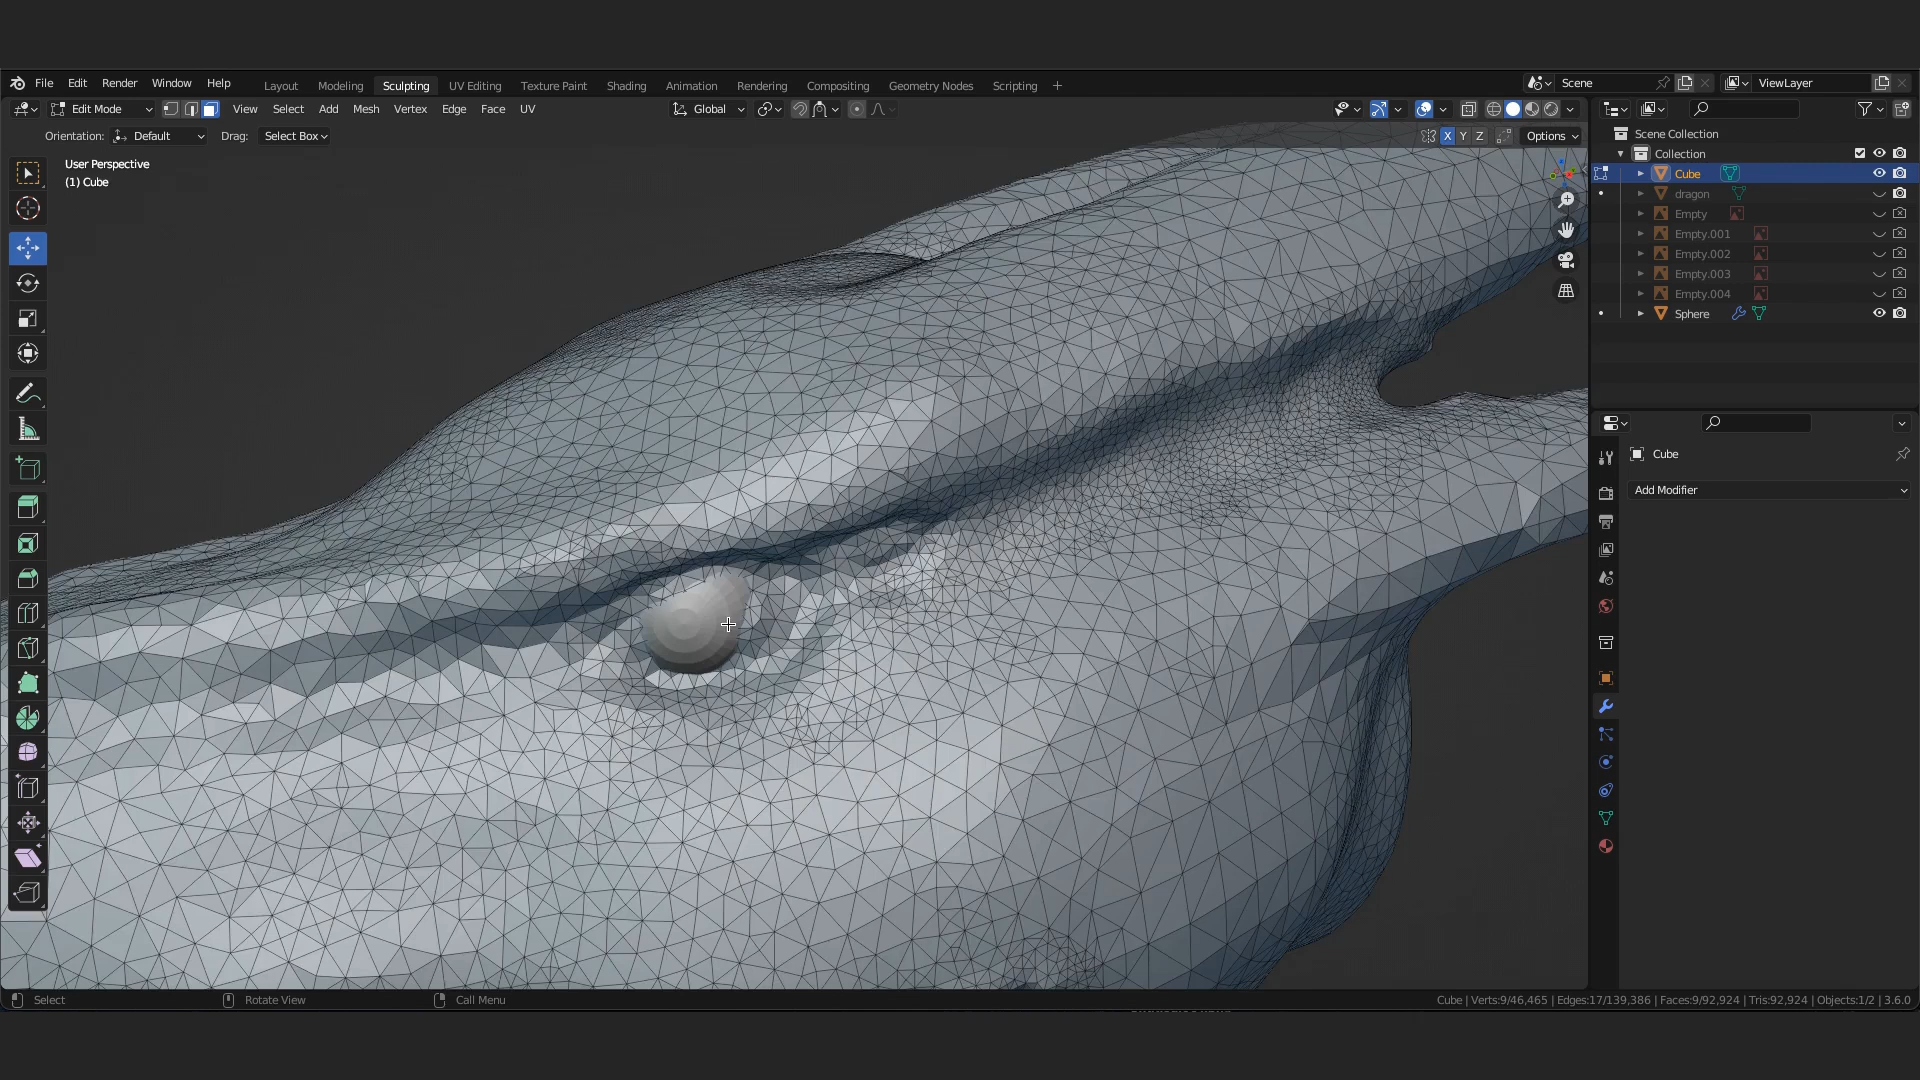 File Edit Render Window Help Layout Modeling Sculpting UV Editing Texture Paint Shading Animation Rendering Compositing Geometry Nodes Scripting + Scene ViewLayer
Edit Mode View Select Add Mesh Vertex Edge Face UV Global
Orientation: Default Drag: Select Box X Y Z Options
User Perspective
(1) Cube
Scene Collection
Collection
Cube
dragon
Empty
Empty.001
Empty.002
Empty.003
Empty.004
Sphere
Cube
Add Modifier
Select Rotate View Call Menu Cube | Verts:9/46,465 | Edges:17/139,386 | Faces:9/92,924 | Tris:92,924 | Objects:1/2 | 3.6.0